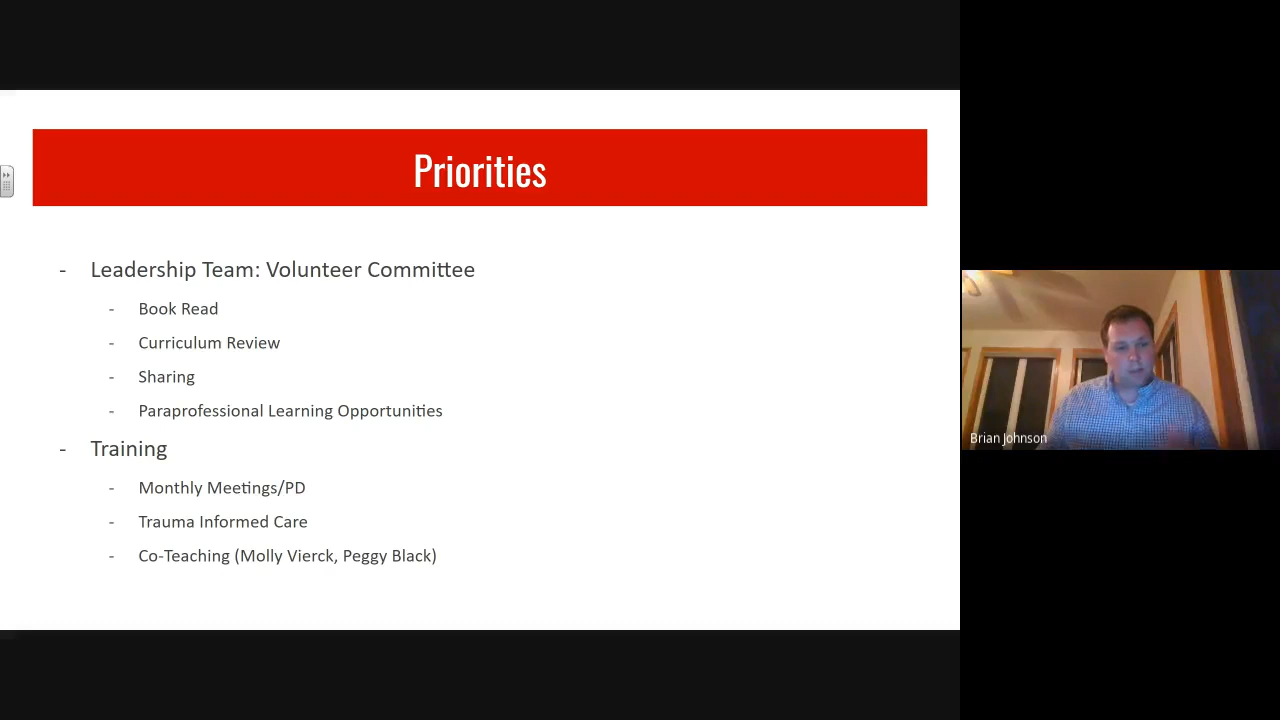 Priorities
- Leadership Team: Volunteer Committee
- Book Read
- Curriculum Review
- Sharing
- Paraprofessional Learning Opportunities
- Training
- Monthly Meetings/PD
- Trauma Informed Care
- Co-Teaching (Molly Vierck, Peggy Black)
Brian Johnson